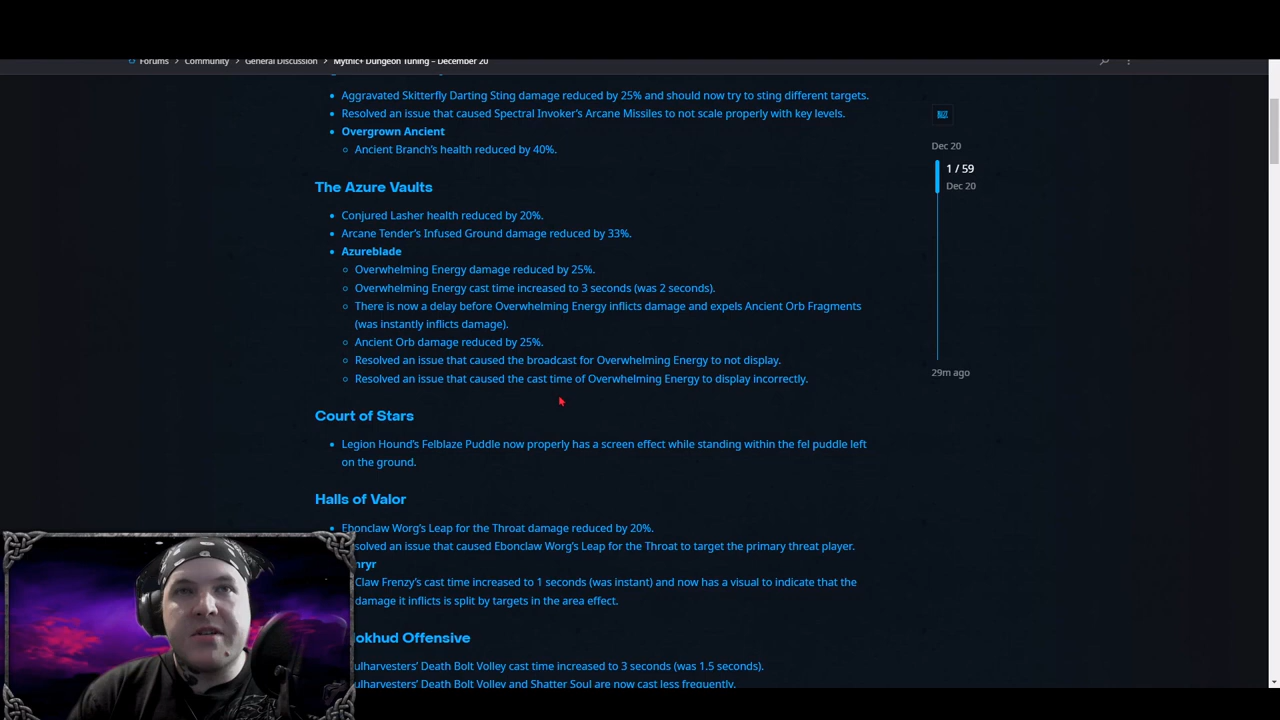 Forums > Community > General Discussion > Mythic+ Dungeon Tuning – December 20
Aggravated Skitterfly Darting Sting damage reduced by 25% and should now try to sting different targets.
Resolved an issue that caused Spectral Invoker's Arcane Missiles to not scale properly with key levels.
Overgrown Ancient
Ancient Branch's health reduced by 40%.
Dec 20
1 / 59
Dec 20
29m ago
The Azure Vaults
Conjured Lasher health reduced by 20%.
Arcane Tender's Infused Ground damage reduced by 33%.
Azureblade
Overwhelming Energy damage reduced by 25%.
Overwhelming Energy cast time increased to 3 seconds (was 2 seconds).
There is now a delay before Overwhelming Energy inflicts damage and expels Ancient Orb Fragments
(was instantly inflicts damage).
Ancient Orb damage reduced by 25%.
Resolved an issue that caused the broadcast for Overwhelming Energy to not display.
Resolved an issue that caused the cast time of Overwhelming Energy to display incorrectly.
Court of Stars
Legion Hound's Felblaze Puddle now properly has a screen effect while standing within the fel puddle left
on the ground.
Halls of Valor
Ebonclaw Worg's Leap for the Throat damage reduced by 20%.
solved an issue that caused Ebonclaw Worg's Leap for the Throat to target the primary threat player.
nryr
Claw Frenzy's cast time increased to 1 seconds (was instant) and now has a visual to indicate that the
damage it inflicts is split by targets in the area effect.
okhud Offensive
ulharvesters' Death Bolt Volley cast time increased to 3 seconds (was 1.5 seconds).
ulharvesters' Death Bolt Volley and Shatter Soul are now cast less frequently.